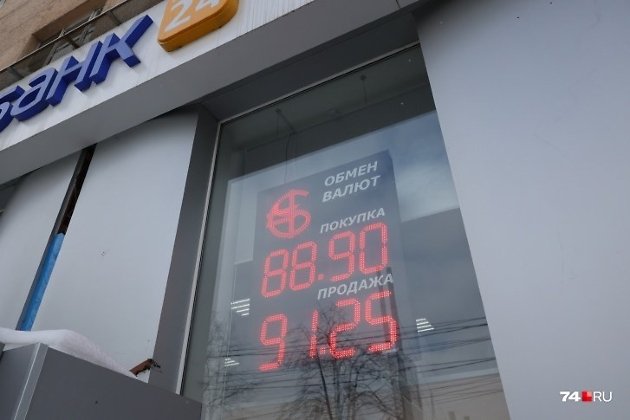 банк 24
ОБМЕН
ВАЛЮТ
ПОКУПКА
88.90
ПРОДАЖА
91.25
74.RU